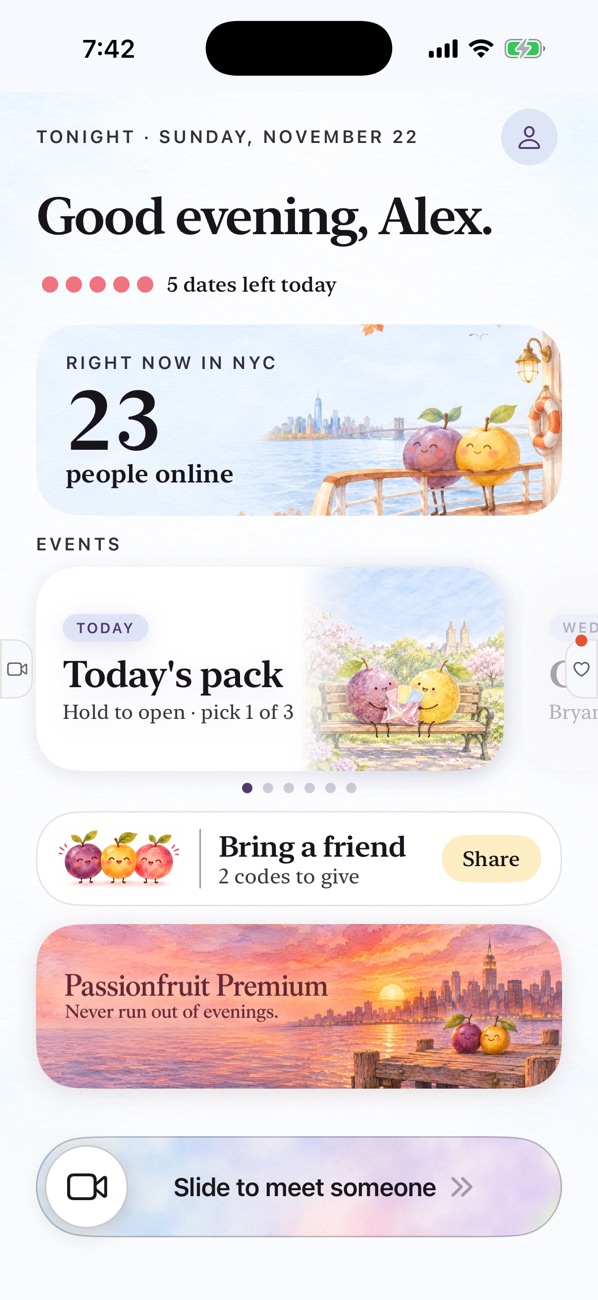 7:42
TONIGHT · SUNDAY, NOVEMBER 22
Good evening, Alex.
5 dates left today
RIGHT NOW IN NYC
23
people online
EVENTS
TODAY
Today's pack
Hold to open · pick 1 of 3
WED
Bring a friend
2 codes to give
Share
Passionfruit Premium
Never run out of evenings.
Slide to meet someone